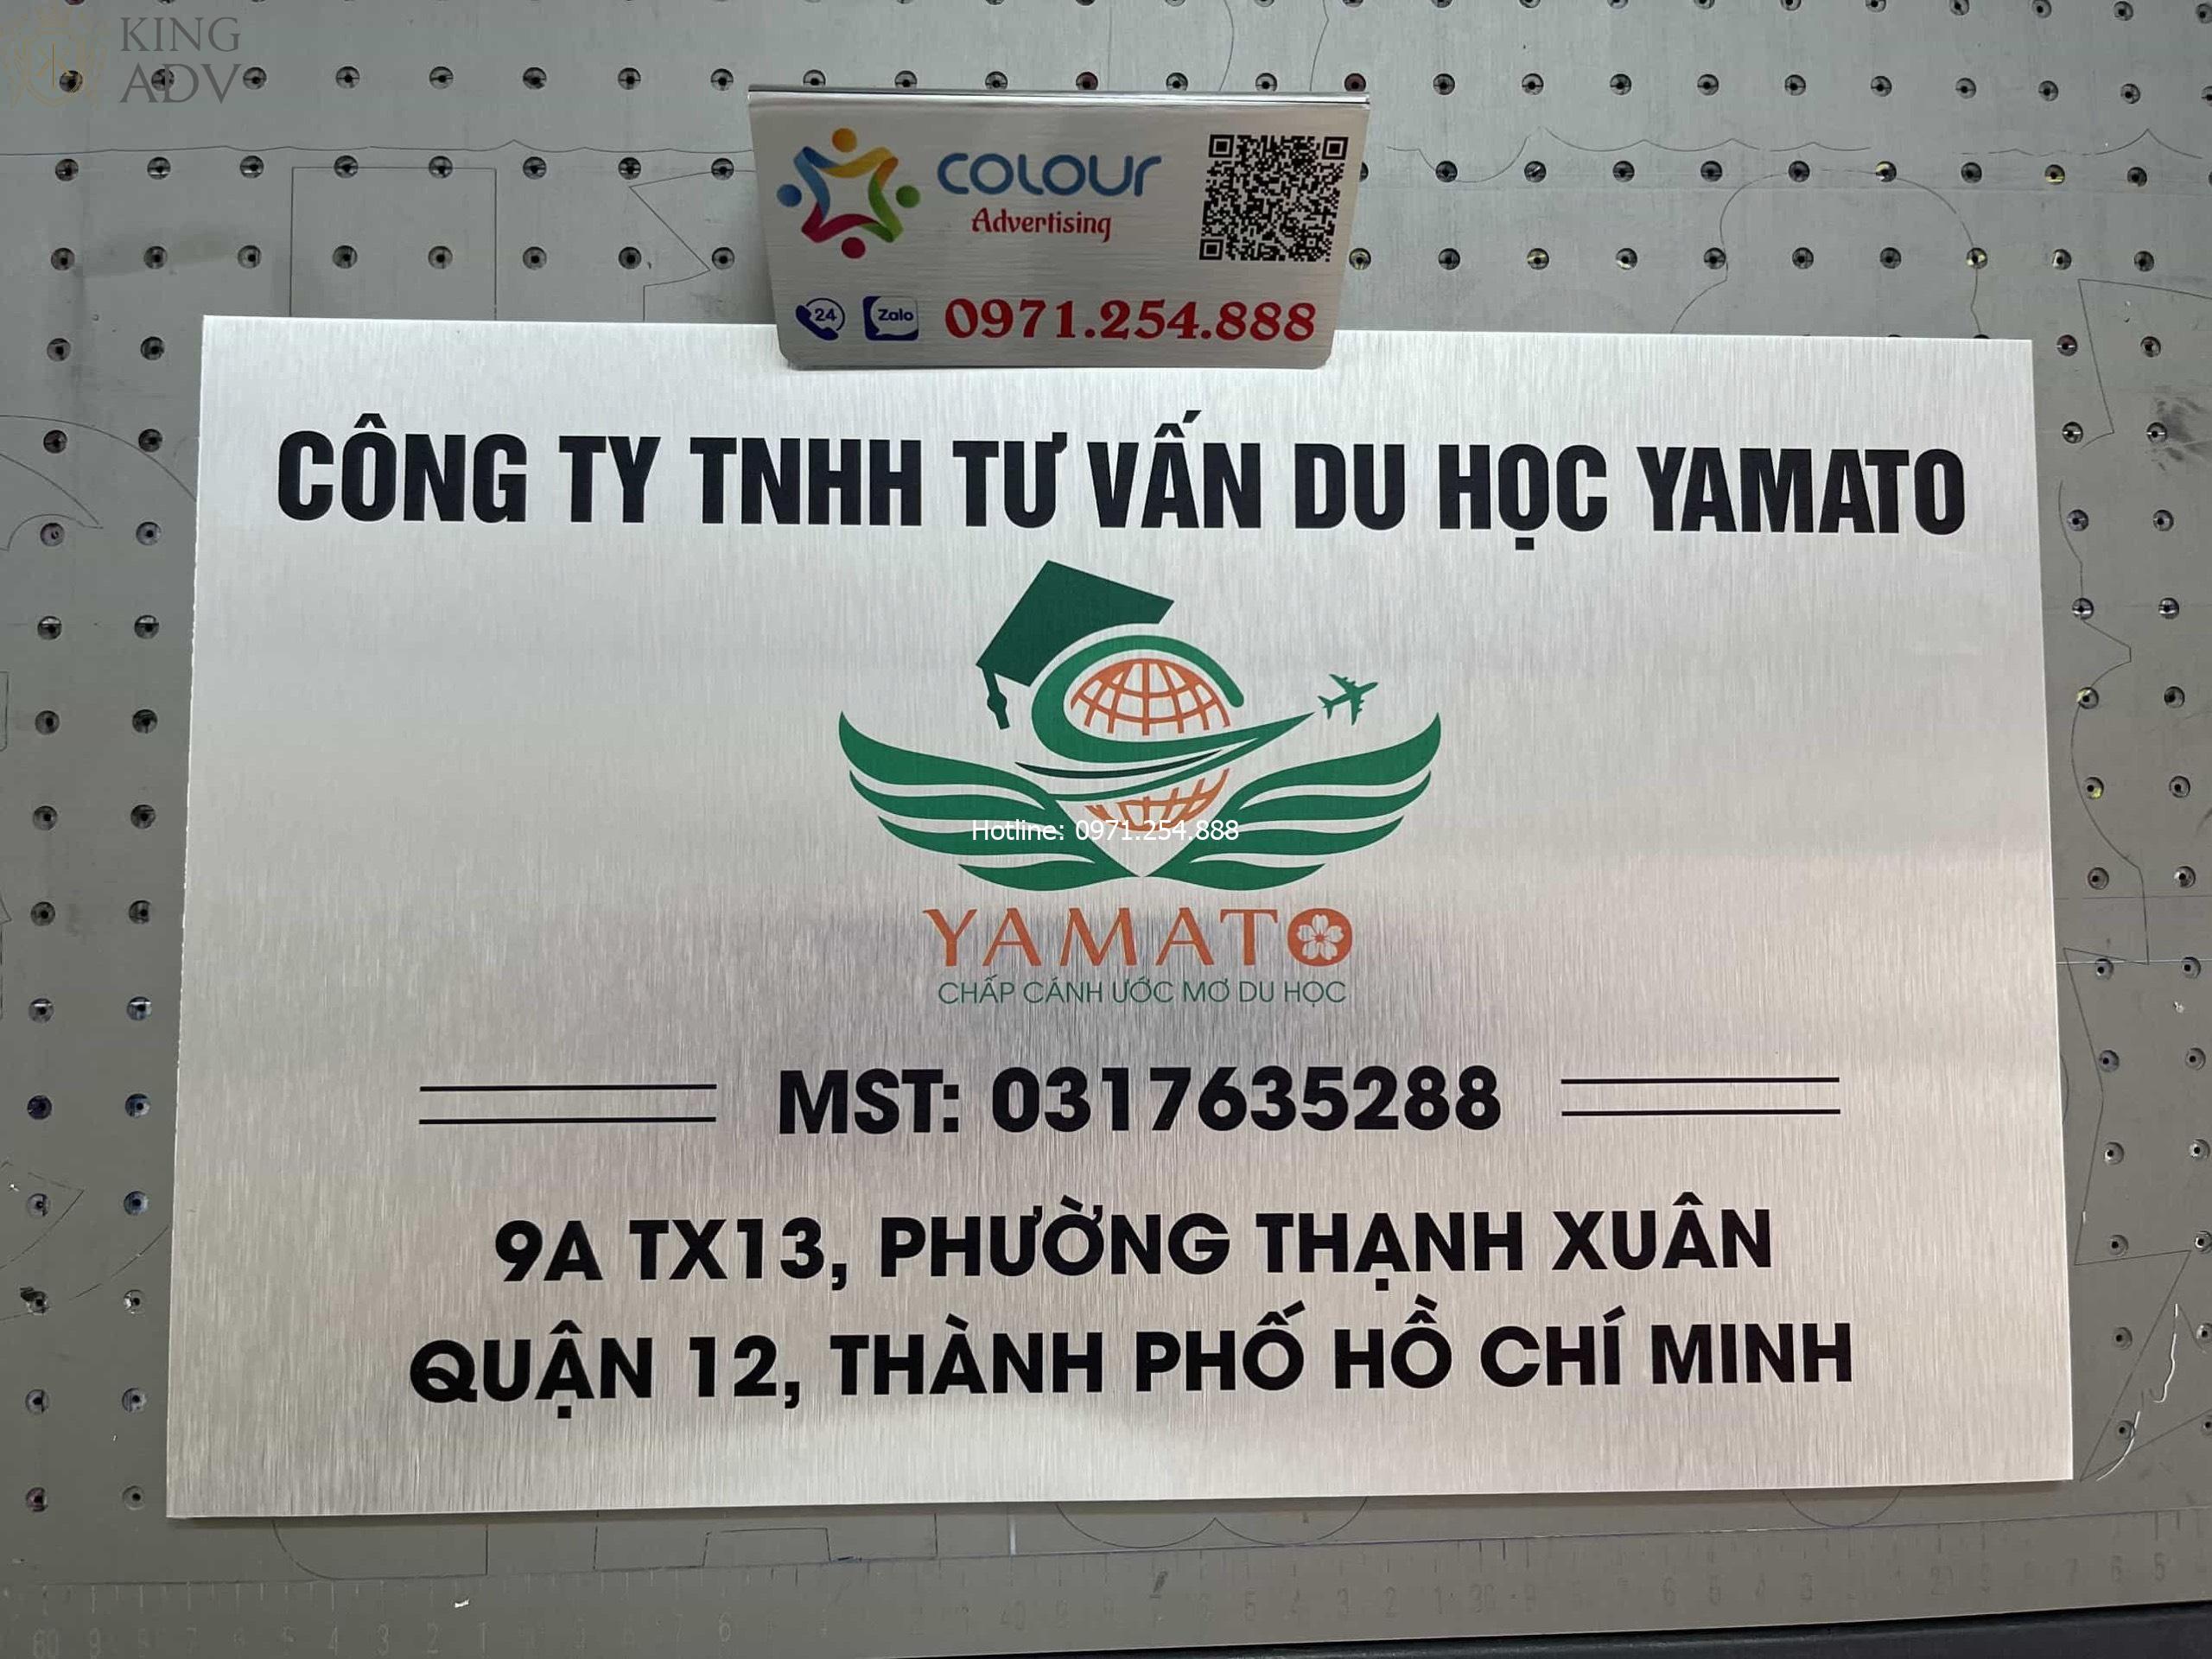 KING
ADV
COLOUR
Advertising
24
Zalo
0971.254.888
CÔNG TY TNHH TƯ VẤN DU HỌC YAMATO
Hotline: 0971.254.888
YAMATO
CHẤP CÁNH ƯỚC MƠ DU HỌC
MST: 0317635288
9A TX13, PHƯỜNG THẠNH XUÂN
QUẬN 12, THÀNH PHỐ HỒ CHÍ MINH